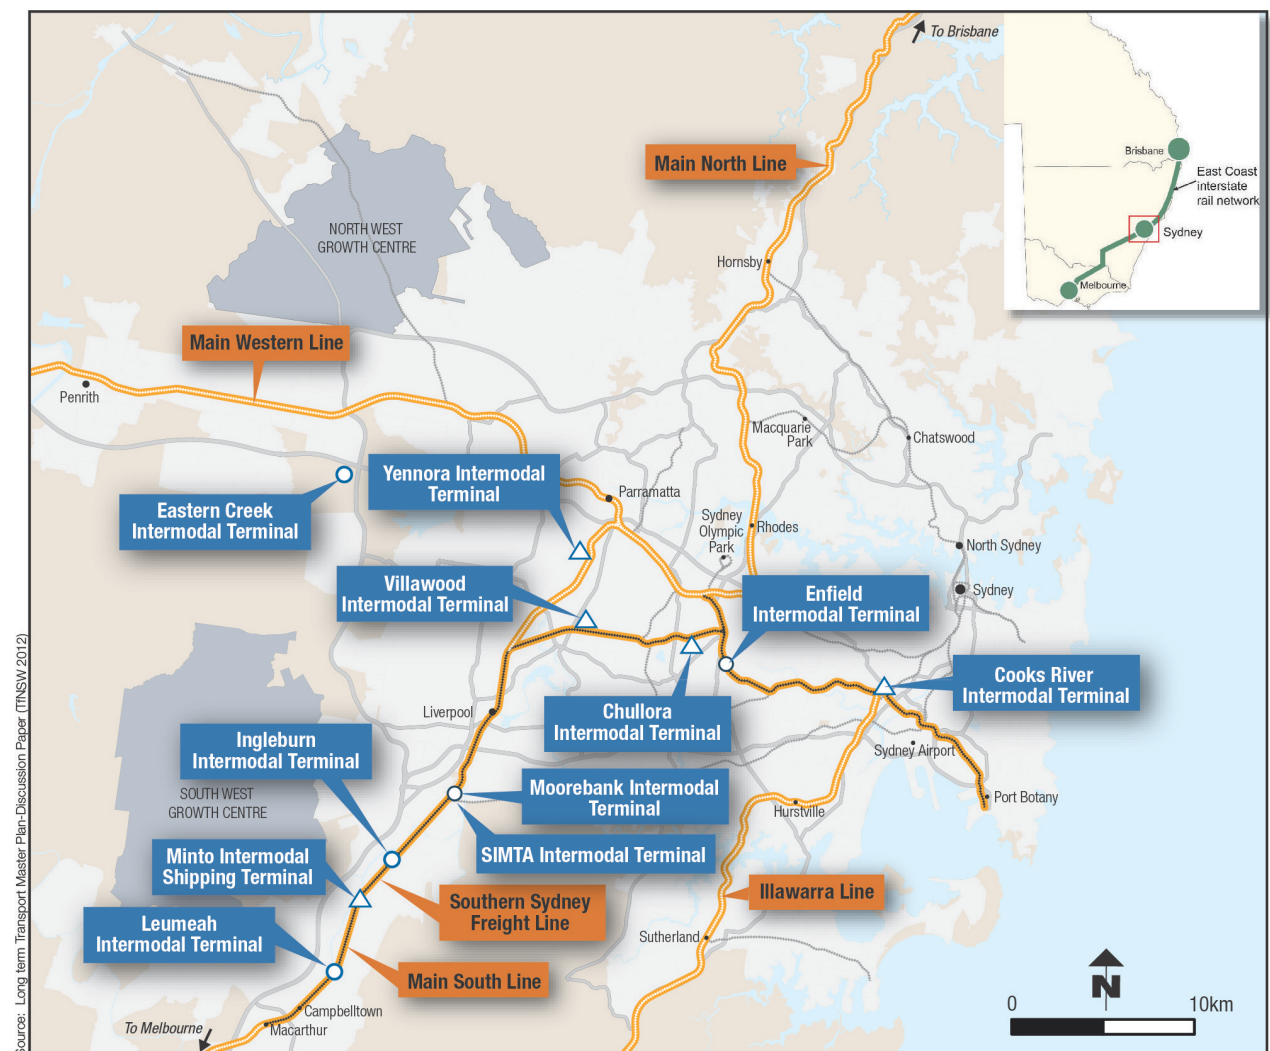 To Brisbane
Brisbane
East Coast
interstate
rail network
Sydney
Melbourne
Main North Line
NORTH WEST
GROWTH CENTRE
Hornsby
Main Western Line
Penrith
Macquarie
Park
Chatswood
Yennora Intermodal
Terminal
Parramatta
Eastern Creek
Intermodal Terminal
Sydney
Olympic
Park
Rhodes
North Sydney
Sydney
Villawood
Intermodal Terminal
Enfield
Intermodal Terminal
Cooks River
Intermodal Terminal
Chullora
Intermodal Terminal
Liverpool
Ingleburn
Intermodal Terminal
Sydney Airport
SOUTH WEST
GROWTH CENTRE
Moorebank Intermodal
Terminal
Port Botany
Hurstville
SIMTA Intermodal Terminal
Minto Intermodal
Shipping Terminal
Southern Sydney
Freight Line
Illawarra Line
Leumeah
Intermodal Terminal
Sutherland
Main South Line
Campbelltown
Macarthur
To Melbourne
N
0
10km
Source: Long term Transport Master Plan-Discussion Paper (TfNSW 2012)